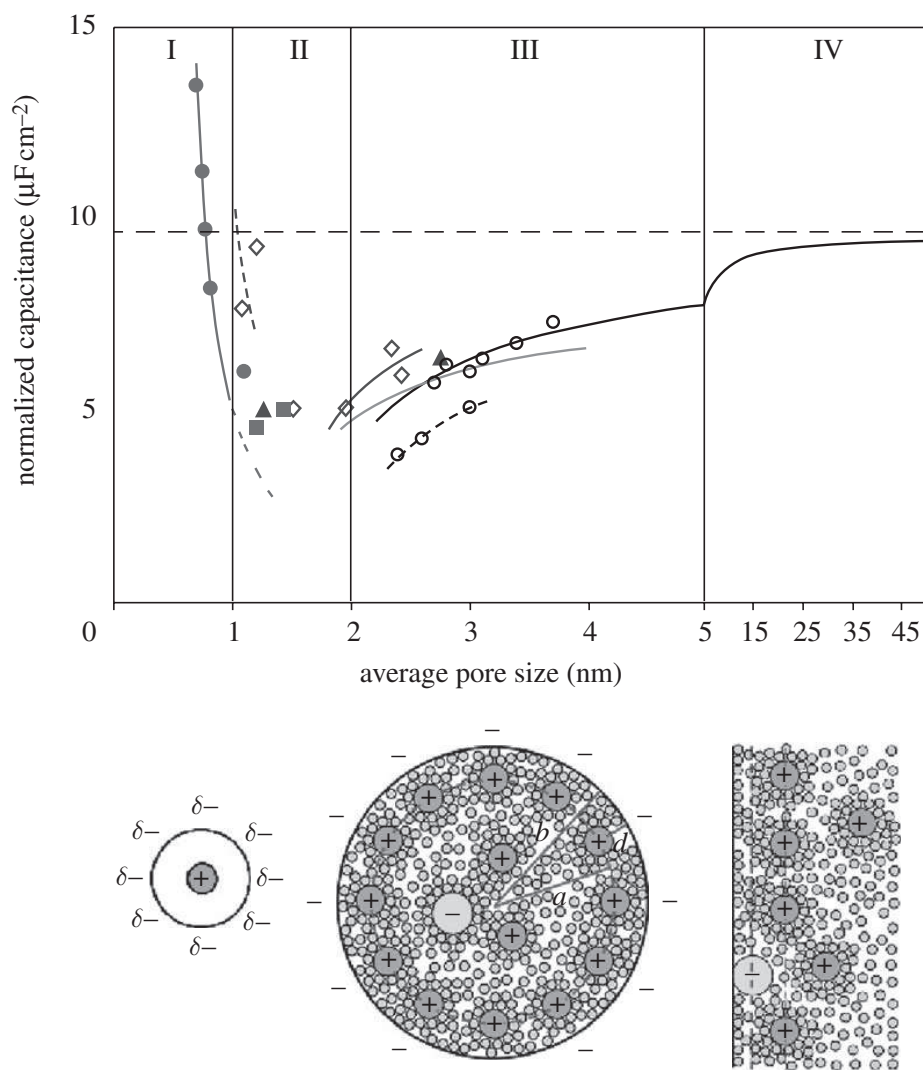 15
I II III IV
normalized capacitance (μF cm−2)
10
5
0 1 2 3 4 5 15 25 35 45
average pore size (nm)
− − −
δ− δ− δ−
− b + d −
δ− + δ−
− − a −
δ− δ− δ−
− −
− − −
+ + + + + + + + + + + + + +
+ + + + − + +